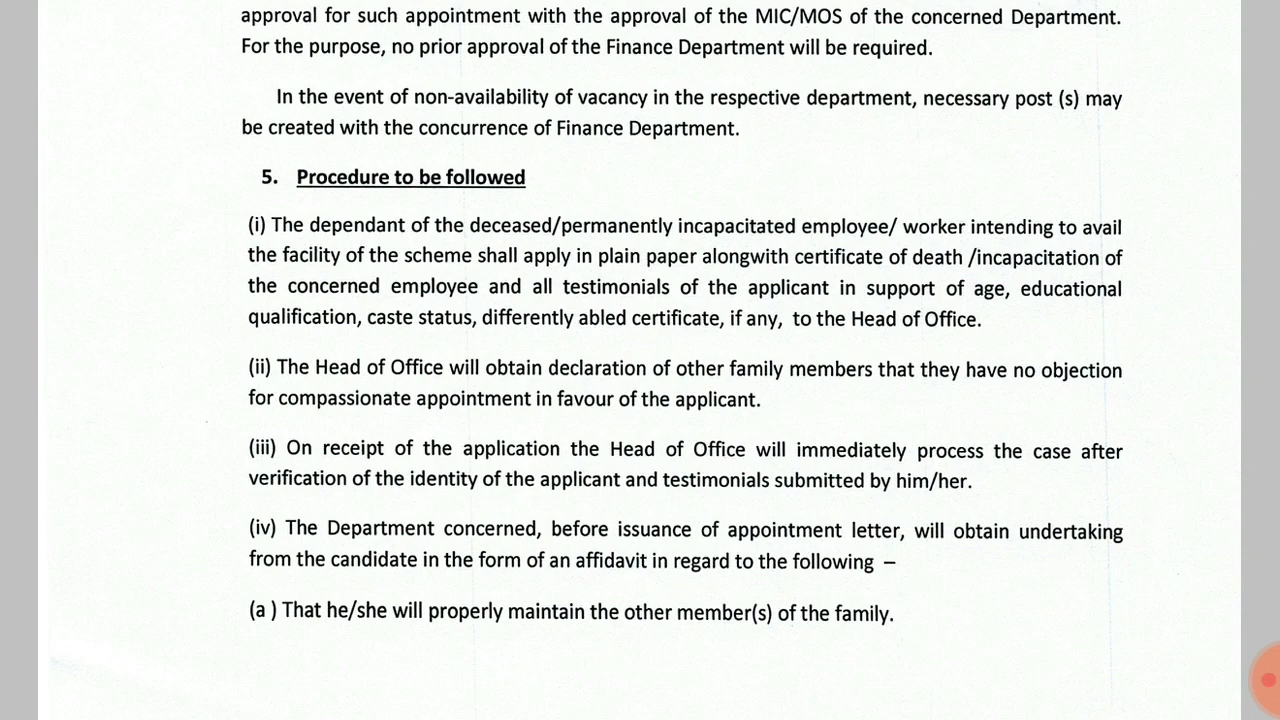 approval for such appointment with the approval of the MIC/MOS of the concerned Department.
For the purpose, no prior approval of the Finance Department will be required.
In the event of non-availability of vacancy in the respective department, necessary post (s) may
be created with the concurrence of Finance Department.
5. Procedure to be followed
(i) The dependant of the deceased/permanently incapacitated employee/ worker intending to avail
the facility of the scheme shall apply in plain paper alongwith certificate of death /incapacitation of
the concerned employee and all testimonials of the applicant in support of age, educational
qualification, caste status, differently abled certificate, if any, to the Head of Office.
(ii) The Head of Office will obtain declaration of other family members that they have no objection
for compassionate appointment in favour of the applicant.
(iii) On receipt of the application the Head of Office will immediately process the case after
verification of the identity of the applicant and testimonials submitted by him/her.
(iv) The Department concerned, before issuance of appointment letter, will obtain undertaking
from the candidate in the form of an affidavit in regard to the following –
(a ) That he/she will properly maintain the other member(s) of the family.